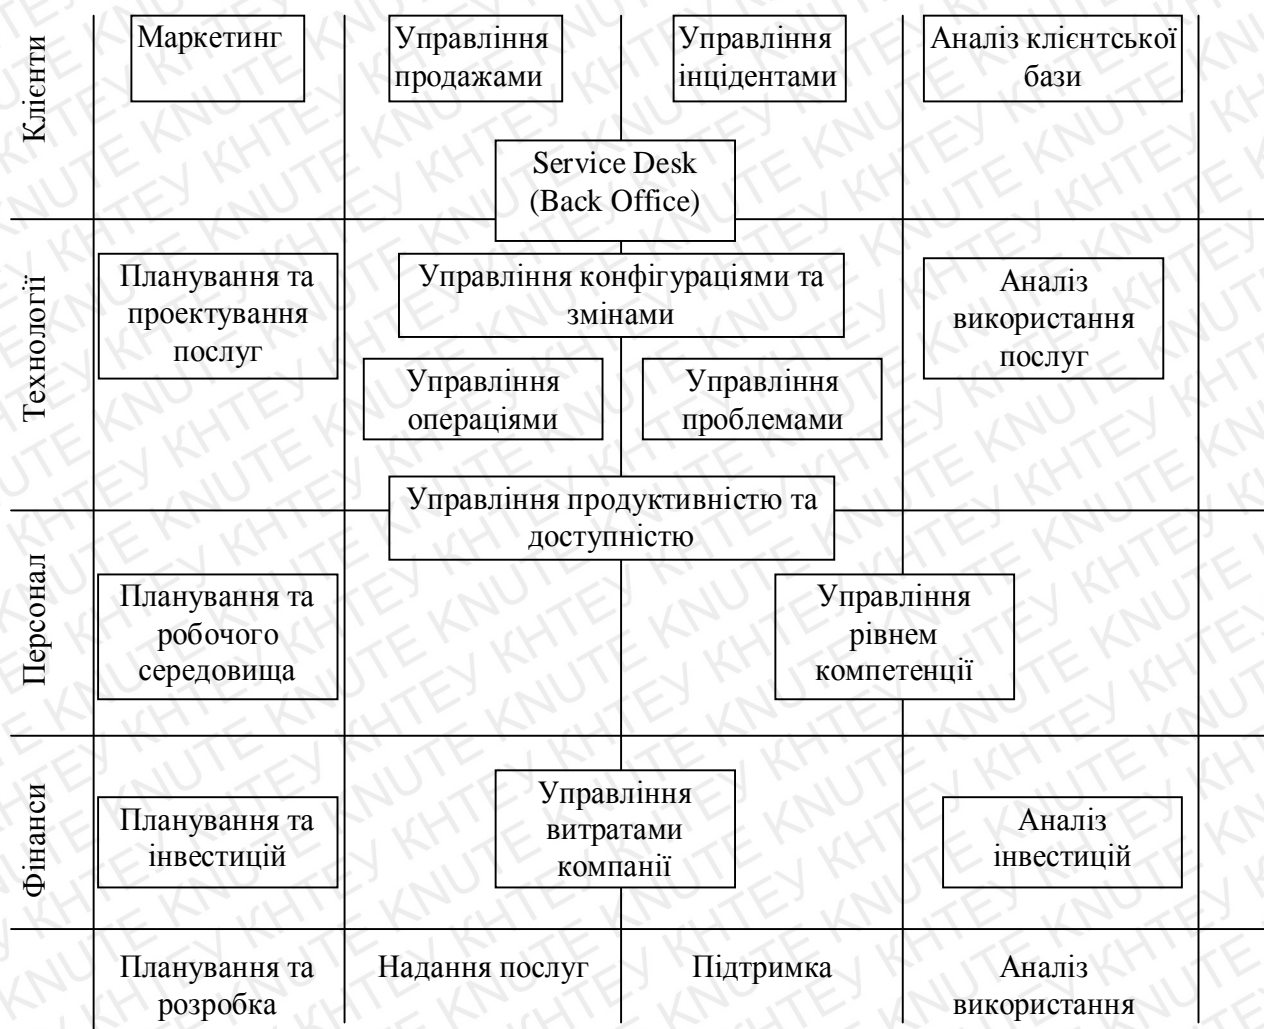 Клієнти
Маркетинг
Управління
продажами
Управління
інцідентами
Аналіз клієнтської
бази
Service Desk
(Back Office)
Технології
Планування та
проектування
послуг
Управління конфігураціями та
змінами
Аналіз
використання
послуг
Управління
операціями
Управління
проблемами
Управління продуктивністю та
доступністю
Персонал
Планування та
робочого
середовища
Управління
рівнем
компетенції
Фінанси
Планування та
інвестицій
Управління
витратами
компанії
Аналіз
інвестицій
Планування та
розробка
Надання послуг
Підтримка
Аналіз
використання